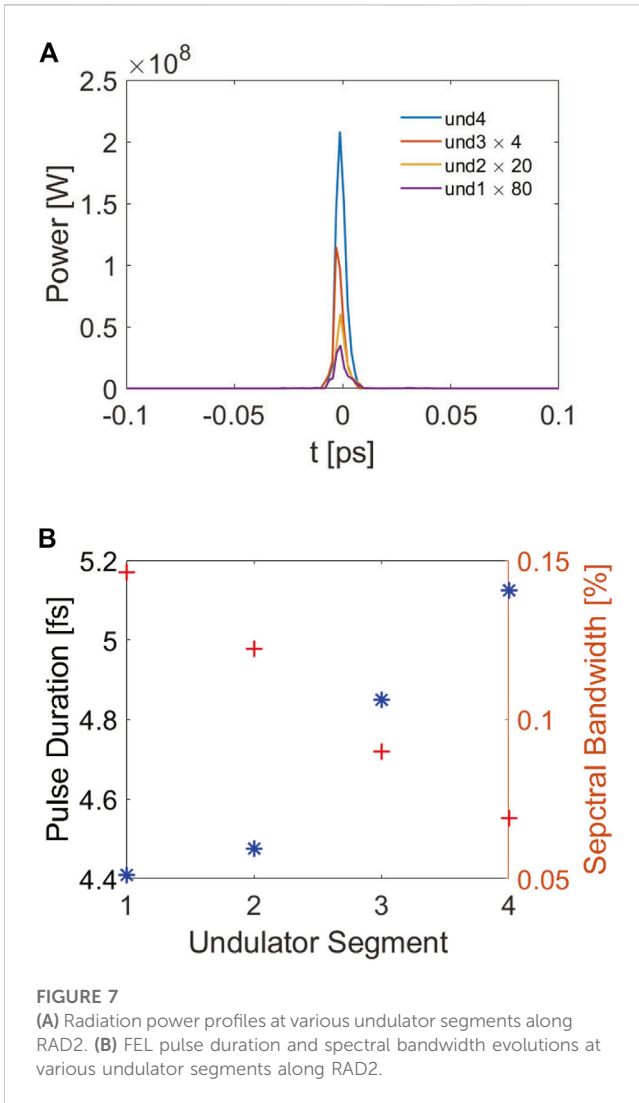 A
×10⁸
2.5
2
1.5
1
0.5
0
Power [W]
und4
und3 × 4
und2 × 20
und1 × 80
-0.1
-0.05
0
0.05
0.1
t [ps]
B
5.2
5
4.8
4.6
4.4
Pulse Duration [fs]
0.15
0.1
0.05
Sepctral Bandwidth [%]
1
2
3
4
Undulator Segment
FIGURE 7
(A) Radiation power profiles at various undulator segments along
RAD2. (B) FEL pulse duration and spectral bandwidth evolutions at
various undulator segments along RAD2.